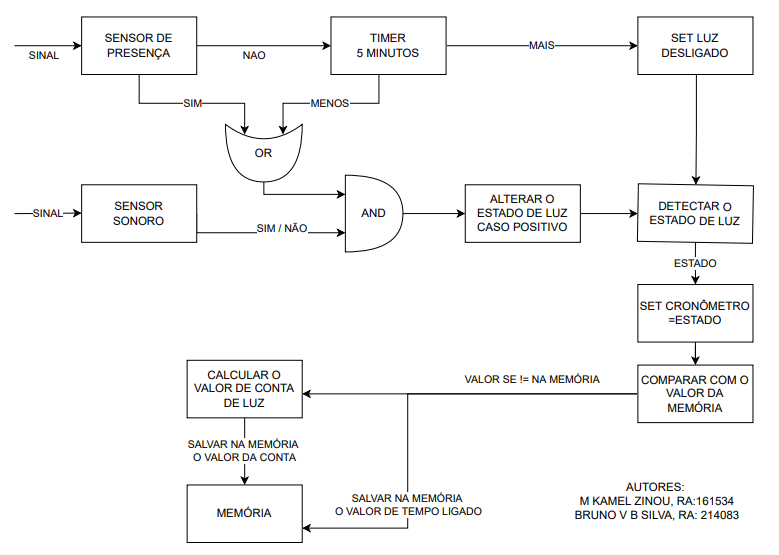 SINAL
SENSOR DE
PRESENÇA
NAO
TIMER
5 MINUTOS
MAIS
SET LUZ
DESLIGADO
SIM
MENOS
OR
SINAL
SENSOR
SONORO
SIM / NÃO
AND
ALTERAR O
ESTADO DE LUZ
CASO POSITIVO
DETECTAR O
ESTADO DE LUZ
ESTADO
SET CRONÔMETRO
=ESTADO
COMPARAR COM O
VALOR DA
MEMÓRIA
VALOR SE != NA MEMÓRIA
CALCULAR O
VALOR DE CONTA
DE LUZ
SALVAR NA MEMÓRIA
O VALOR DA CONTA
MEMÓRIA
SALVAR NA MEMÓRIA
O VALOR DE TEMPO LIGADO
AUTORES:
M KAMEL ZINOU, RA:161534
BRUNO V B SILVA, RA: 214083